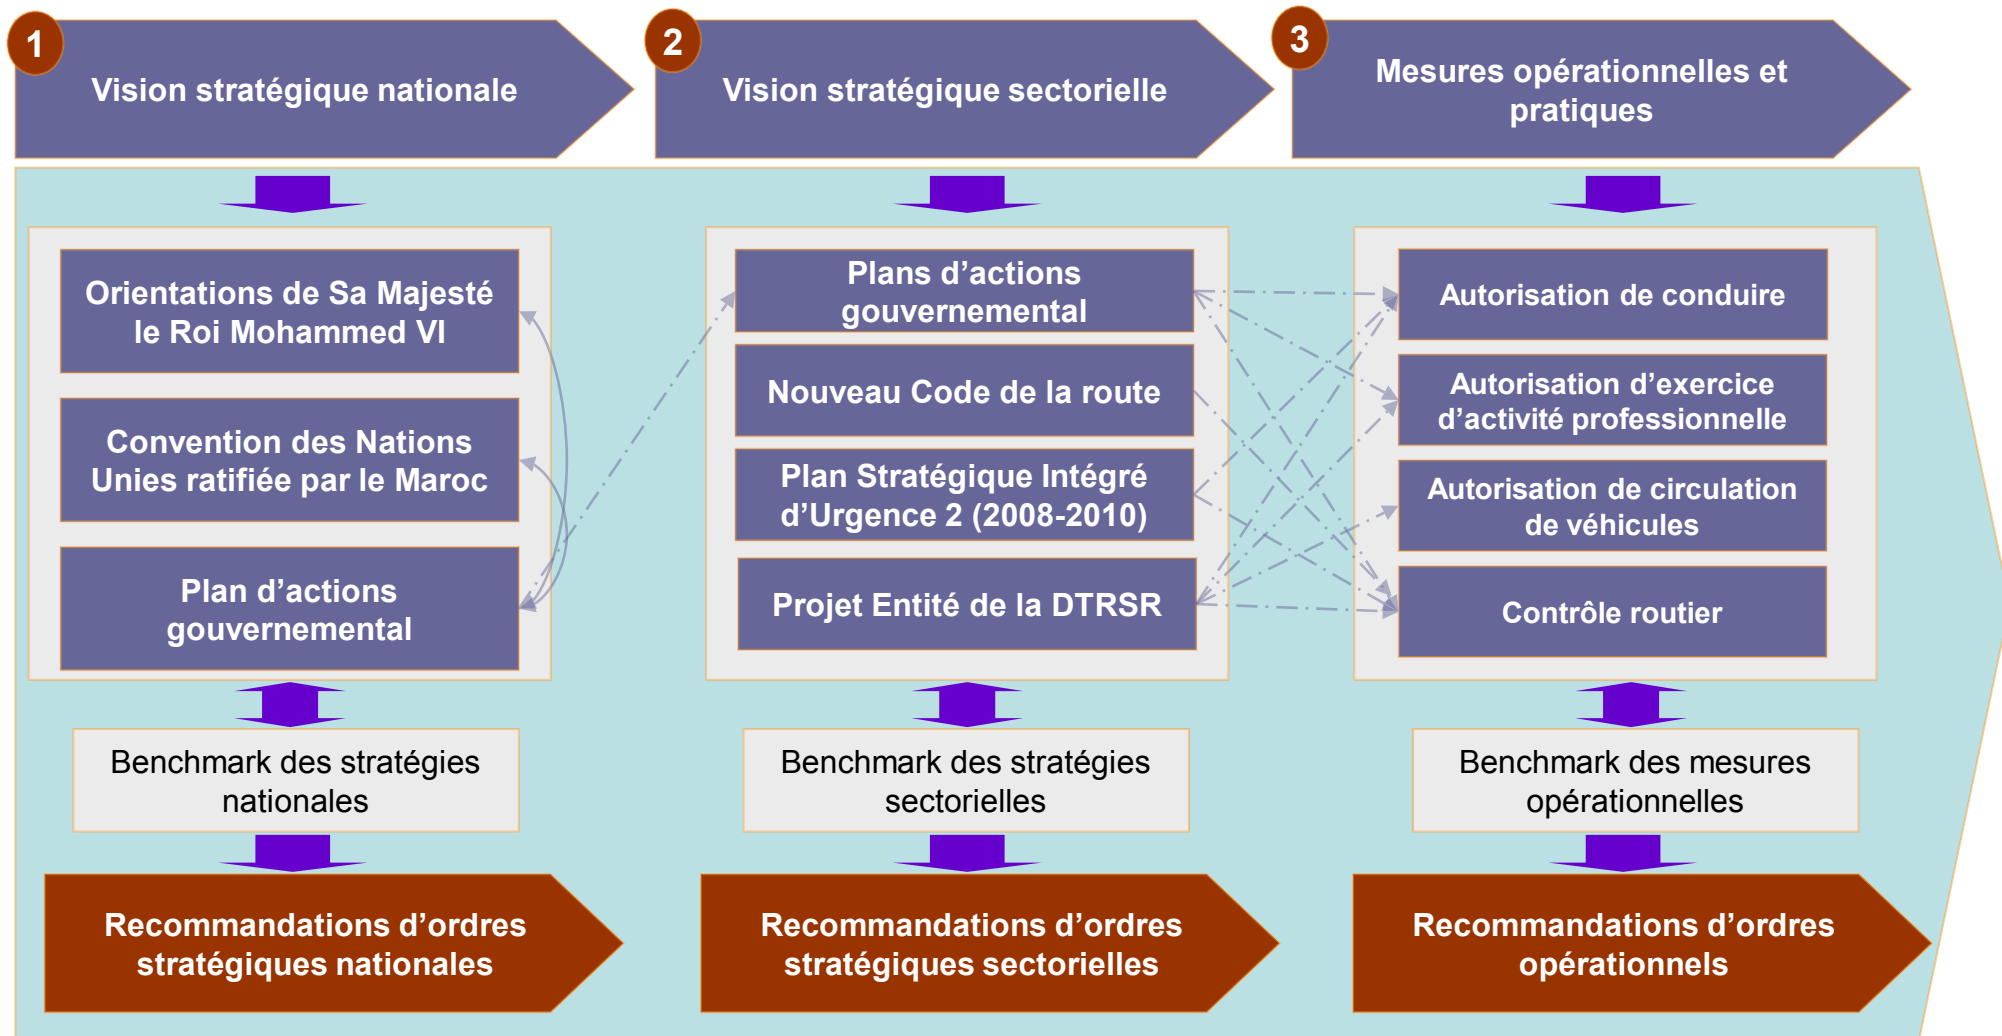 1
Vision stratégique nationale
2
Vision stratégique sectorielle
3
Mesures opérationnelles et
pratiques
Orientations de Sa Majesté
le Roi Mohammed VI
Convention des Nations
Unies ratifiée par le Maroc
Plan d’actions
gouvernemental
Plans d’actions
gouvernemental
Nouveau Code de la route
Plan Stratégique Intégré
d’Urgence 2 (2008-2010)
Projet Entité de la DTRSR
Autorisation de conduire
Autorisation d’exercice
d’activité professionnelle
Autorisation de circulation
de véhicules
Contrôle routier
Benchmark des stratégies
nationales
Benchmark des stratégies
sectorielles
Benchmark des mesures
opérationnelles
Recommandations d’ordres
stratégiques nationales
Recommandations d’ordres
stratégiques sectorielles
Recommandations d’ordres
opérationnels